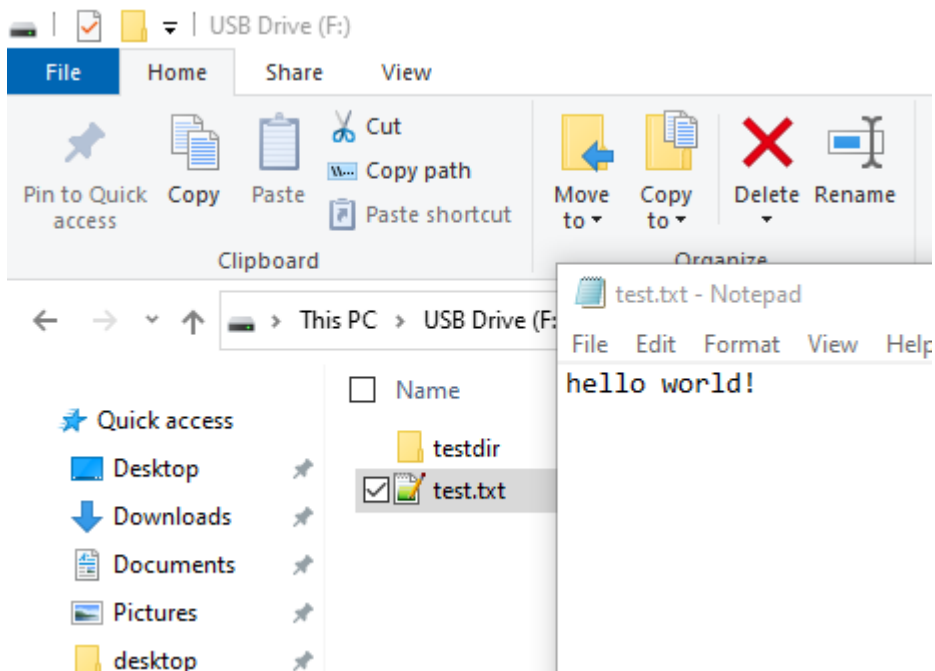 USB Drive (F:)
File Home Share View
Pin to Quick access
Copy
Paste
Cut
Copy path
Paste shortcut
Move to
Copy to
Delete
Rename
Clipboard
Organize
This PC > USB Drive (F:
test.txt - Notepad
File Edit Format View Help
hello world!
Name
testdir
test.txt
Quick access
Desktop
Downloads
Documents
Pictures
desktop